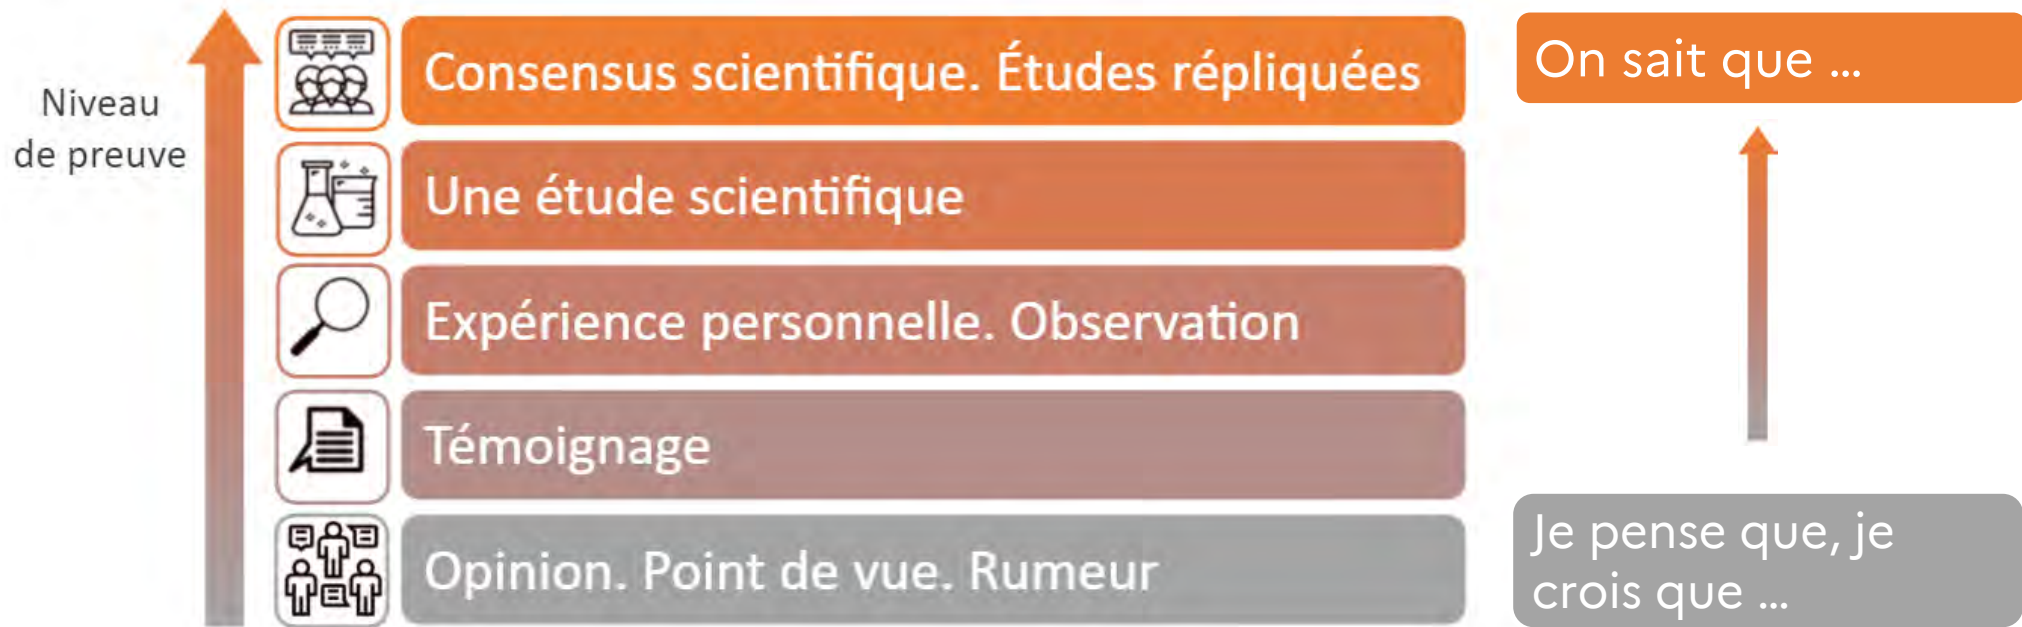 Niveau
de preuve
Consensus scientifique. Études répliquées
Une étude scientifique
Expérience personnelle. Observation
Témoignage
Opinion. Point de vue. Rumeur
On sait que ...
Je pense que, je
crois que ...